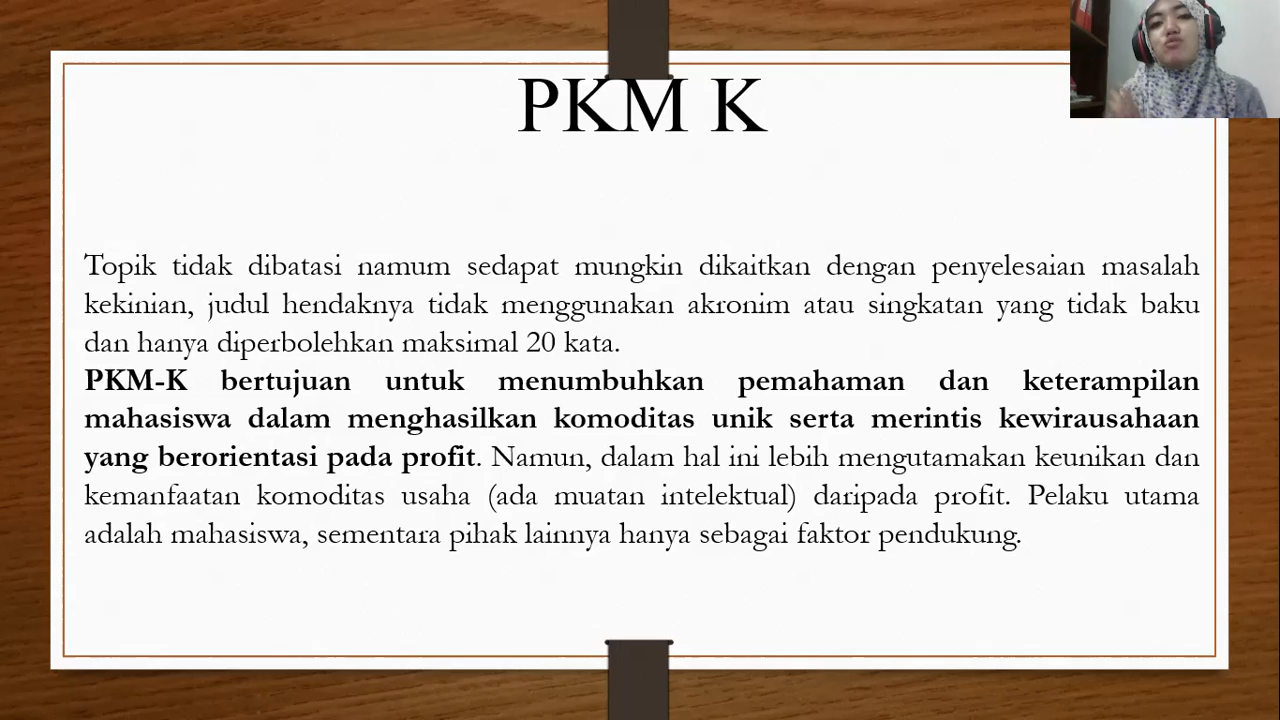 PKM K
Topik tidak dibatasi namum sedapat mungkin dikaitkan dengan penyelesaian masalah
kekinian, judul hendaknya tidak menggunakan akronim atau singkatan yang tidak baku
dan hanya diperbolehkan maksimal 20 kata.
PKM-K bertujuan untuk menumbuhkan pemahaman dan keterampilan
mahasiswa dalam menghasilkan komoditas unik serta merintis kewirausahaan
yang berorientasi pada profit. Namun, dalam hal ini lebih mengutamakan keunikan dan
kemanfaatan komoditas usaha (ada muatan intelektual) daripada profit. Pelaku utama
adalah mahasiswa, sementara pihak lainnya hanya sebagai faktor pendukung.